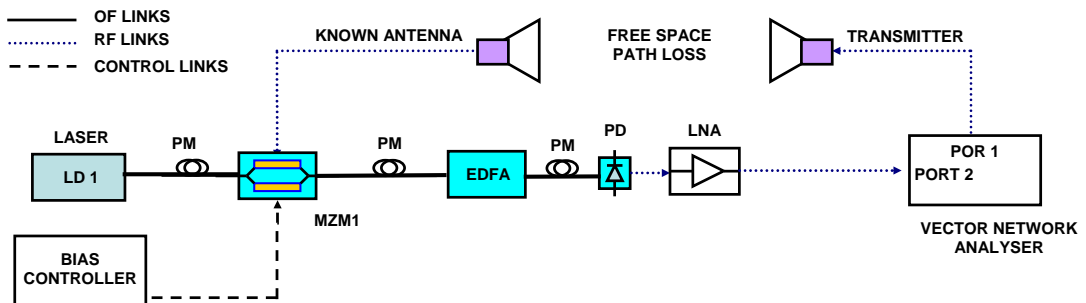 OF LINKS
RF LINKS
CONTROL LINKS
KNOWN ANTENNA
FREE SPACE
PATH LOSS
TRANSMITTER
LASER
PM
PM
PM
PD
LNA
LD 1
EDFA
POR 1
PORT 2
MZM1
VECTOR NETWORK
ANALYSER
BIAS
CONTROLLER